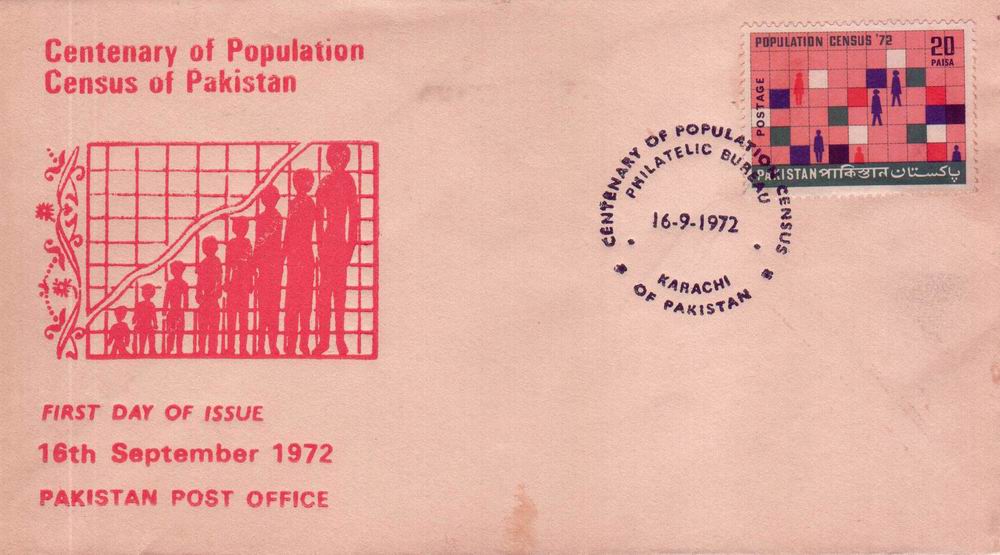 Centenary of Population
Census of Pakistan
FIRST DAY OF ISSUE
16th September 1972
PAKISTAN POST OFFICE
POPULATION CENSUS '72
20
PAISA
POSTAGE
PAKISTAN পাকিস্তান پاکستان
CENTENARY OF POPULATION CENSUS
OF PAKISTAN
PHILATELIC BUREAU
16-9-1972
KARACHI